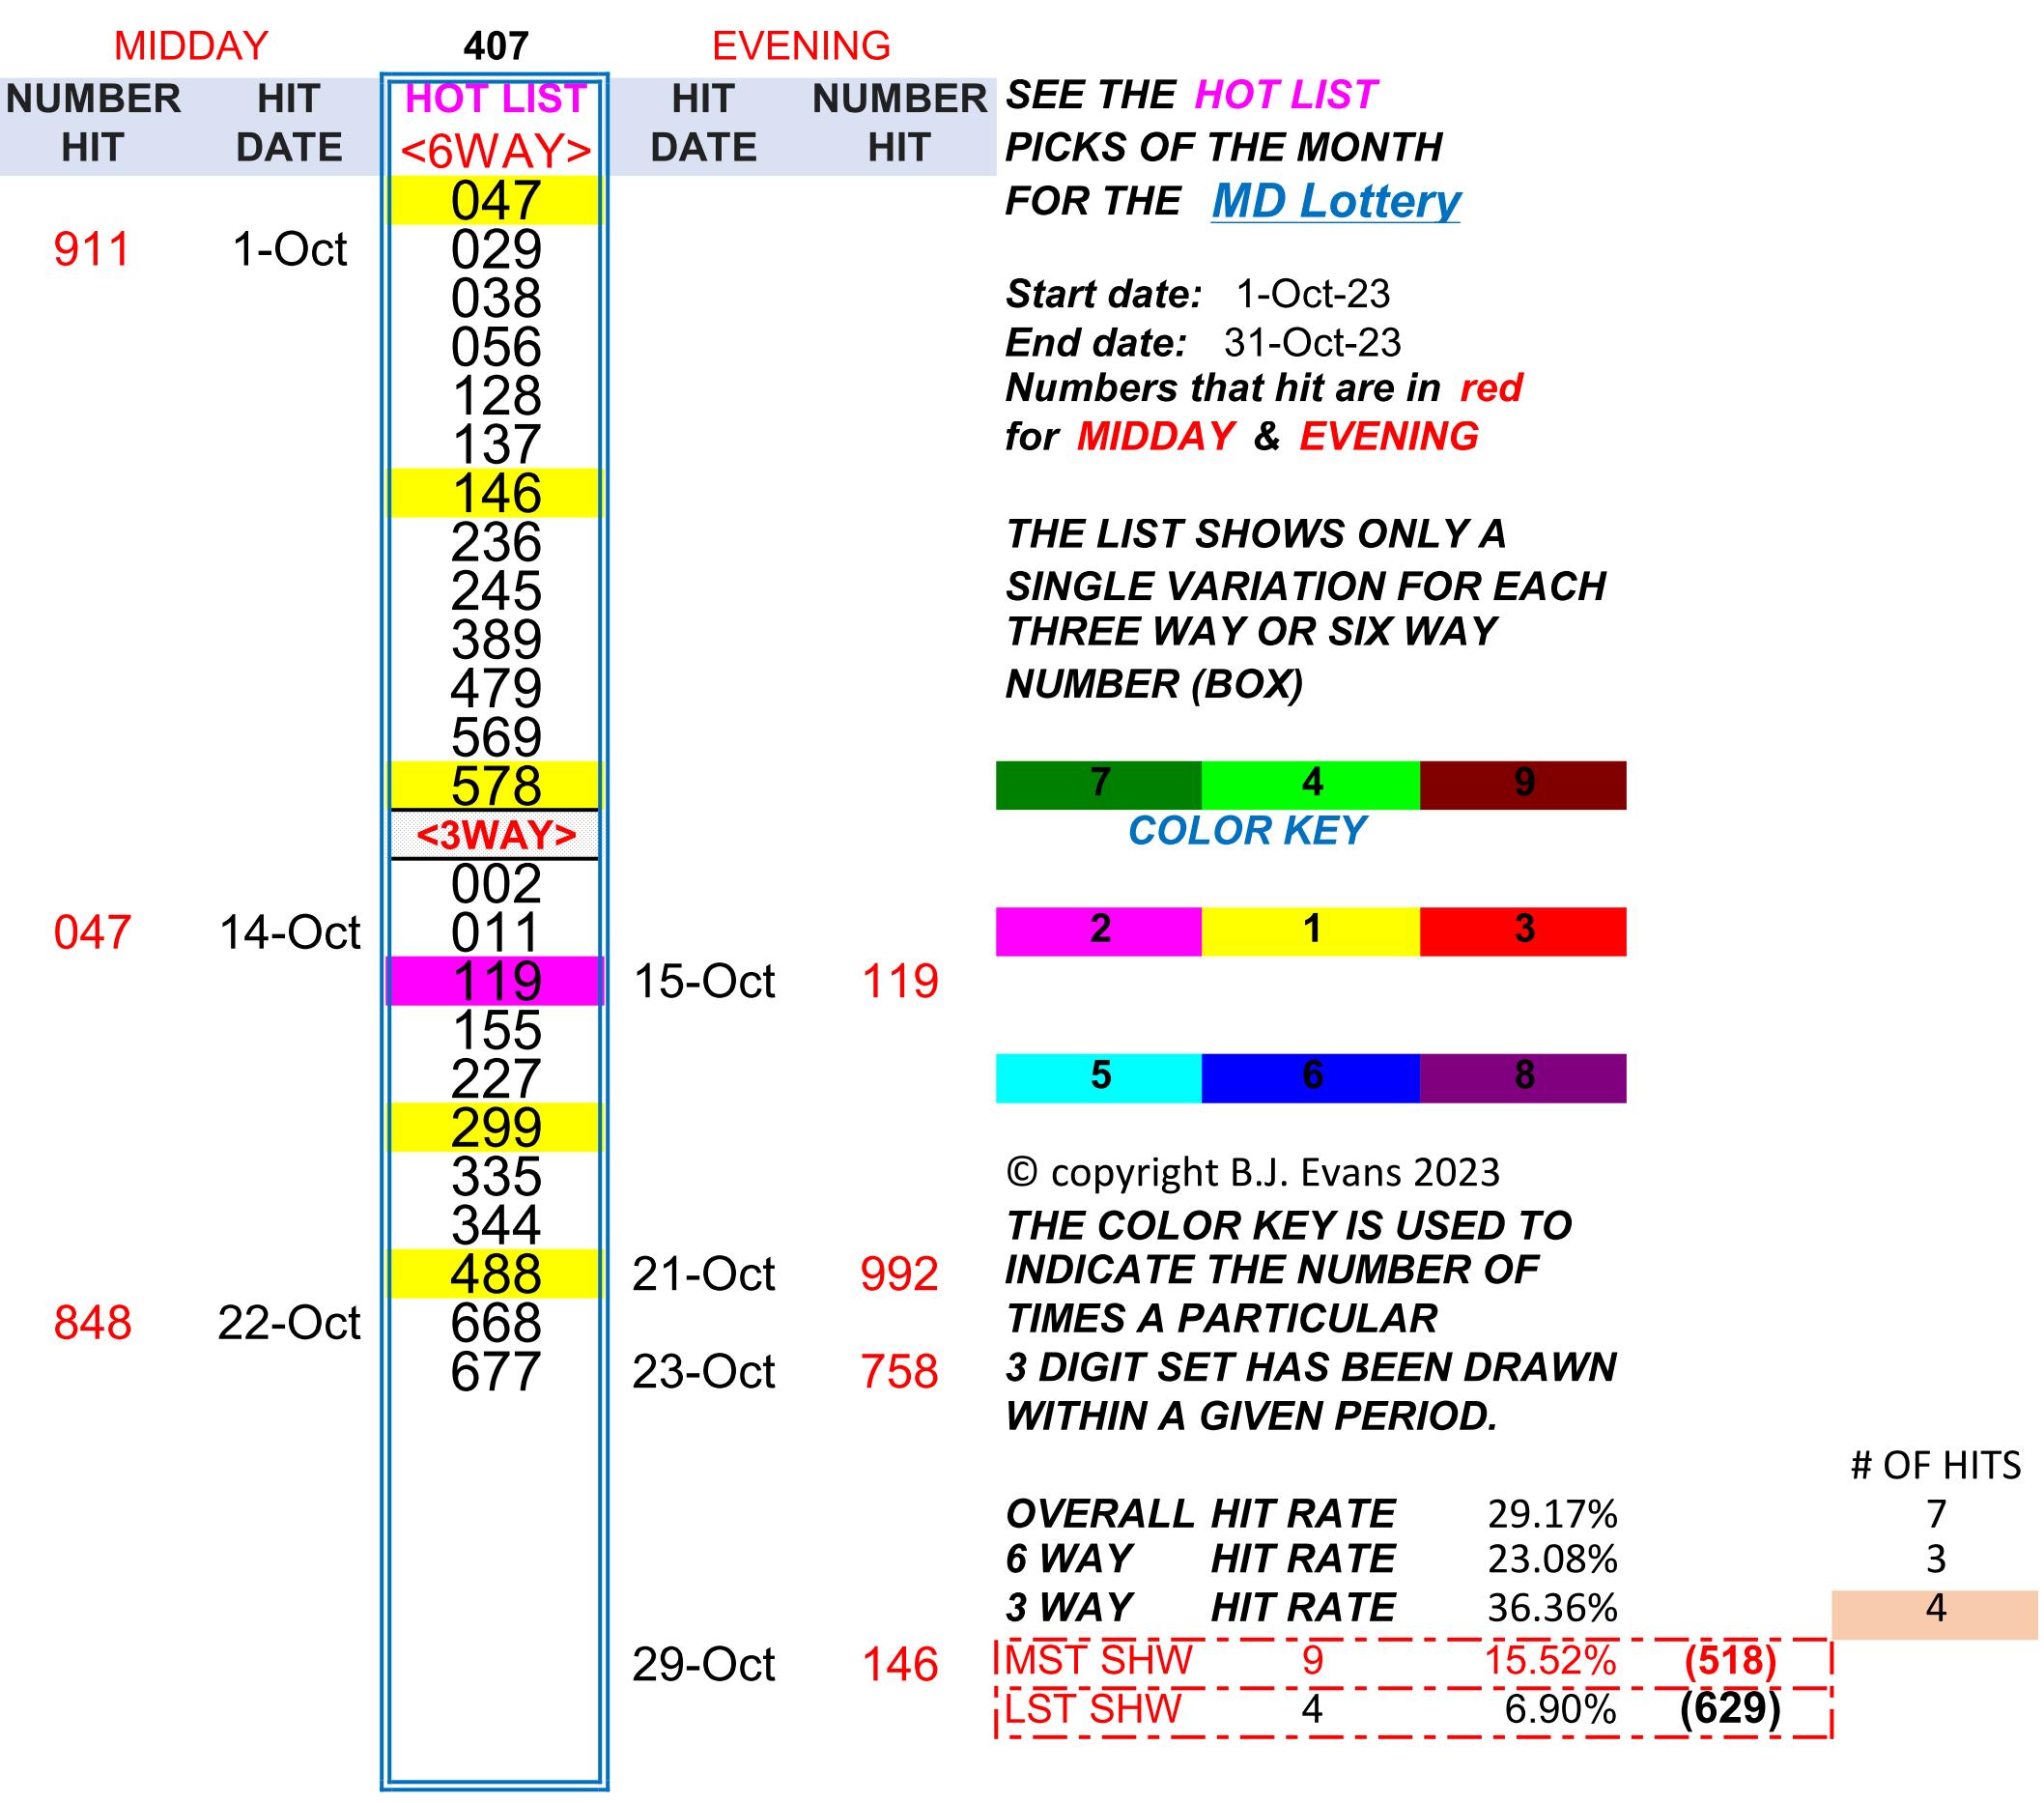 MIDDAY 407 EVENING
NUMBER HIT HOT LIST HIT NUMBER SEE THE HOT LIST
HIT DATE <6WAY> DATE HIT PICKS OF THE MONTH
047 FOR THE MD Lottery
911 1-Oct 029
038 Start date: 1-Oct-23
056 End date: 31-Oct-23
128 Numbers that hit are in red
137 for MIDDAY & EVENING
146
236 THE LIST SHOWS ONLY A
245 SINGLE VARIATION FOR EACH
389 THREE WAY OR SIX WAY
479 NUMBER (BOX)
569
578 7 4 9
<3WAY> COLOR KEY
002
047 14-Oct 011 2 1 3
119 15-Oct 119
155
227 5 6 8
299
335 © copyright B.J. Evans 2023
344 THE COLOR KEY IS USED TO
488 21-Oct 992 INDICATE THE NUMBER OF
848 22-Oct 668 TIMES A PARTICULAR
677 23-Oct 758 3 DIGIT SET HAS BEEN DRAWN
WITHIN A GIVEN PERIOD.
# OF HITS
OVERALL HIT RATE 29.17% 7
6 WAY HIT RATE 23.08% 3
3 WAY HIT RATE 36.36% 4
29-Oct 146 MST SHW 9 15.52% (518)
LST SHW 4 6.90% (629)